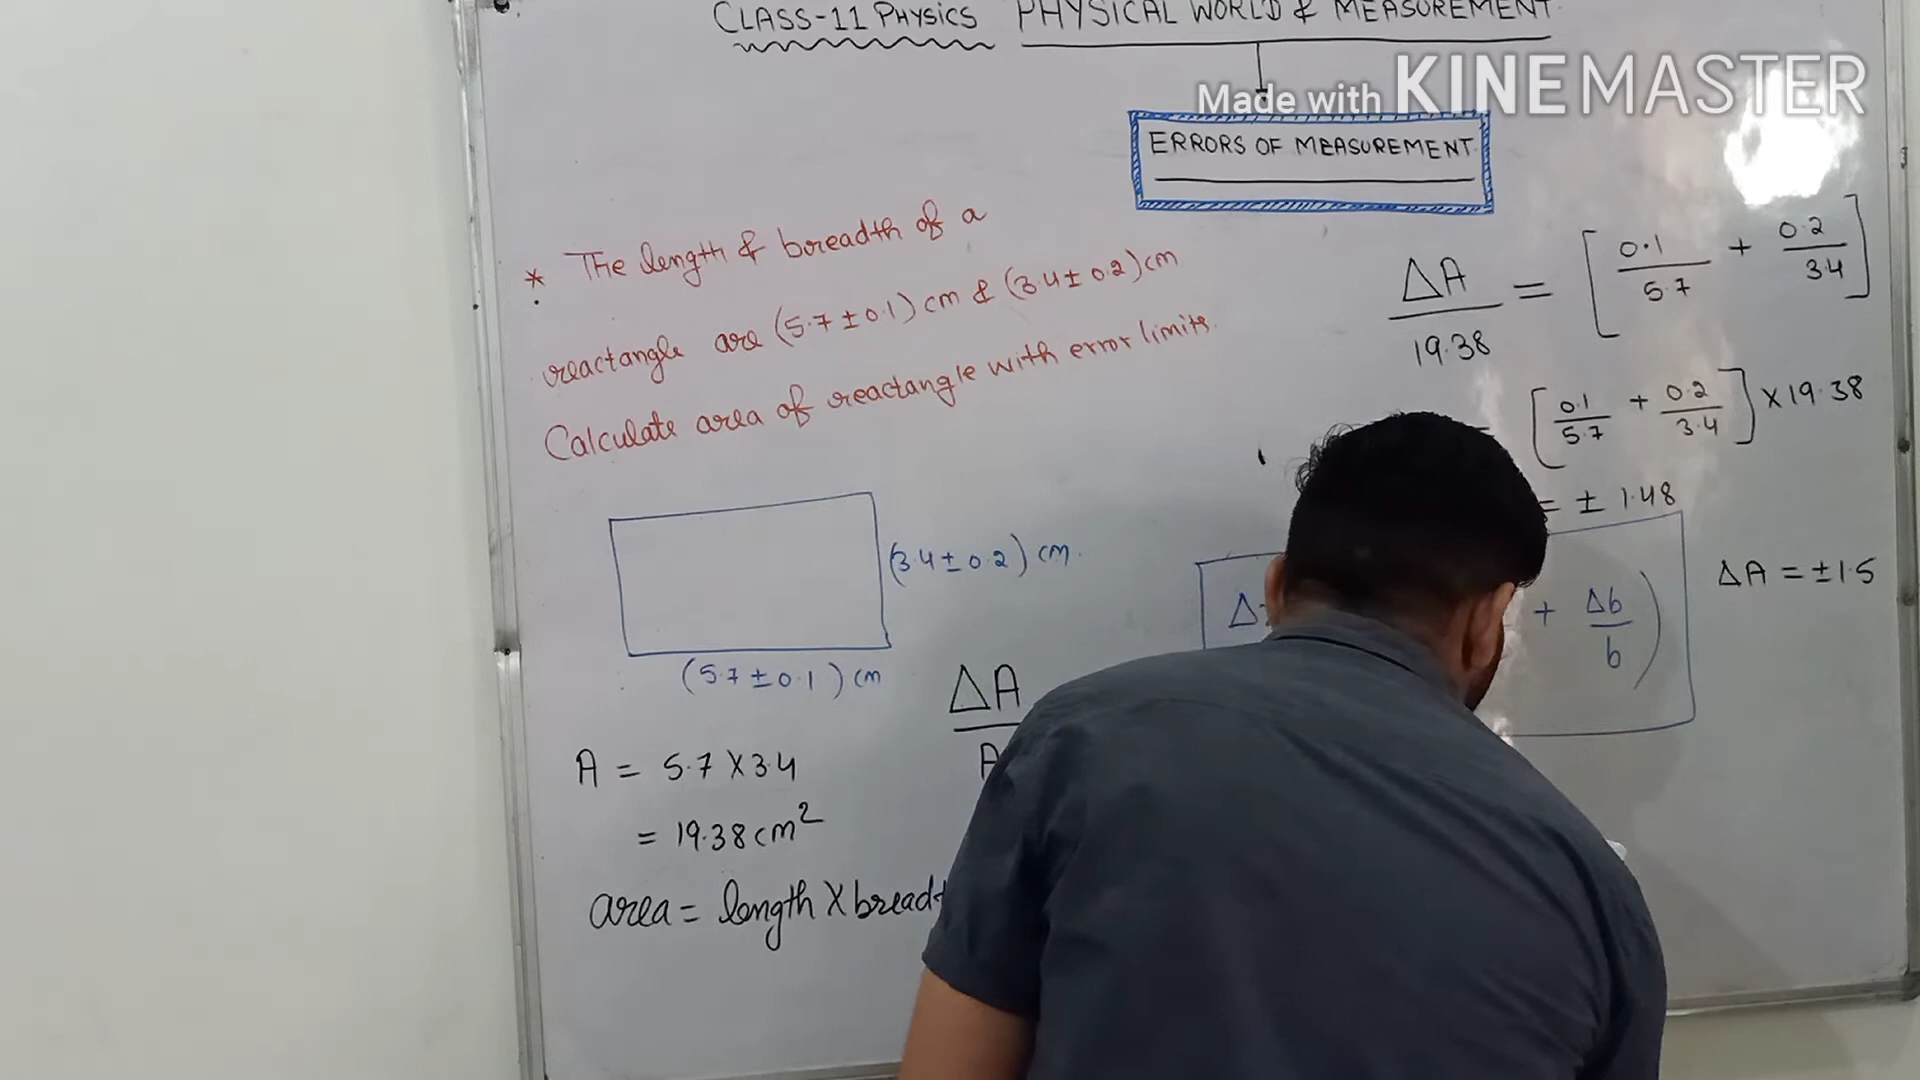 CLASS-11 PHYSICS PHYSICAL WORLD & MEASUREMENT
Made with KINEMASTER
ERRORS OF MEASUREMENT
* The length & breadth of a
reactangle are (5.7 ± 0.1) cm & (3.4 ± 0.2) cm
Calculate area of reactangle with error limits.
(3.4 ± 0.2) cm
(5.7 ± 0.1) cm
A = 5.7 X 3.4
= 19.38 cm²
area = length X breadt
ΔA
A
ΔA/19.38 = [0.1/5.7 + 0.2/3.4]
[0.1/5.7 + 0.2/3.4] X 19.38
= ± 1.48
Δ
+ Δb/b )
ΔA = ± 1.5